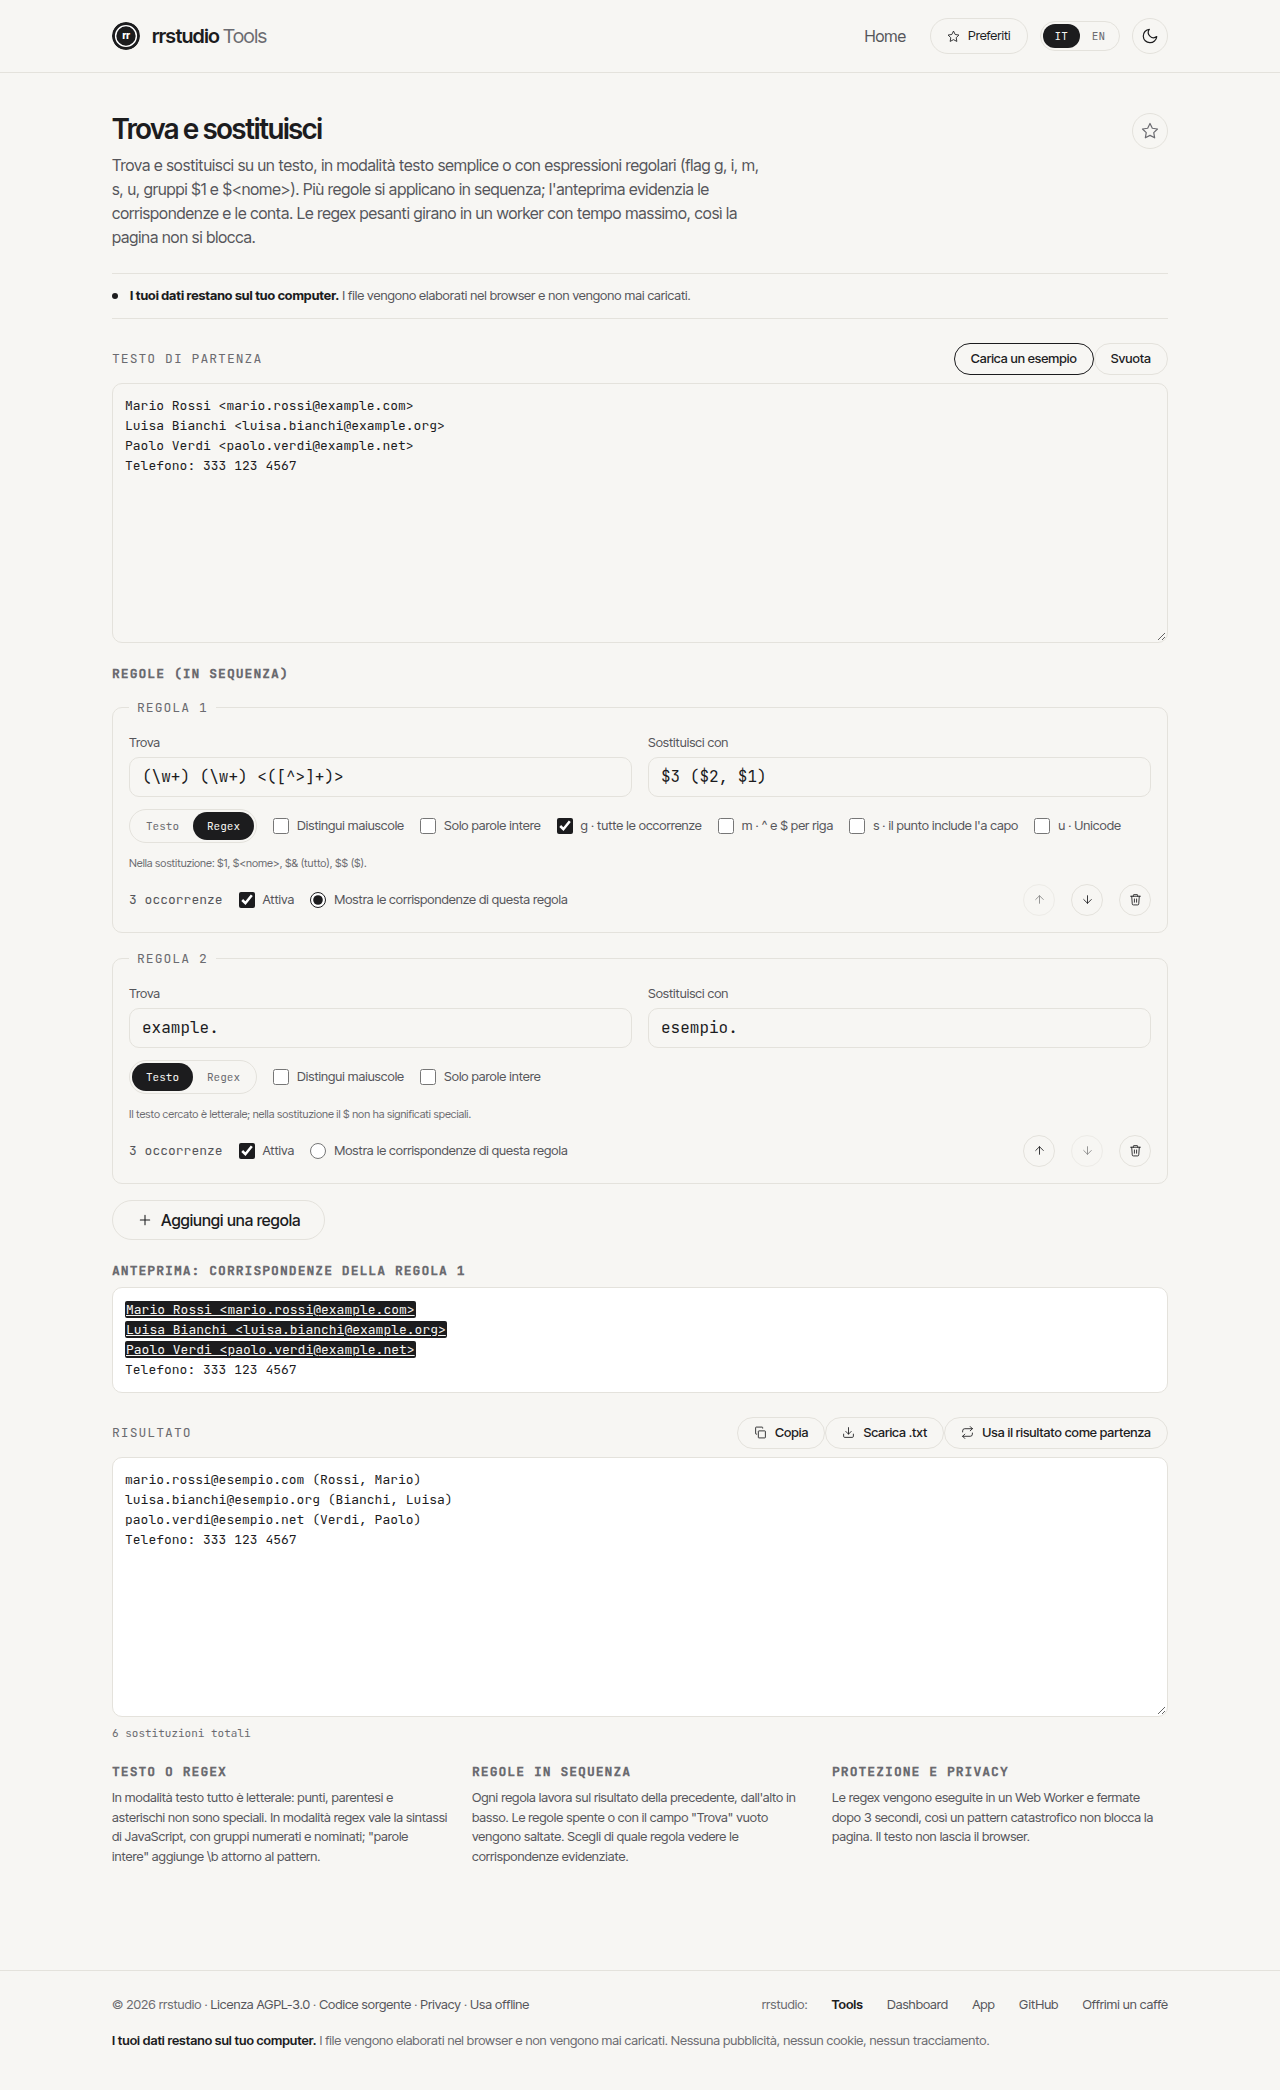 rr rrstudio Tools
Home
Preferiti
IT EN
Trova e sostituisci
Trova e sostituisci su un testo, in modalità testo semplice o con espressioni regolari (flag g, i, m,
s, u, gruppi $1 e $<nome>). Più regole si applicano in sequenza; l'anteprima evidenzia le
corrispondenze e le conta. Le regex pesanti girano in un worker con tempo massimo, così la
pagina non si blocca.
I tuoi dati restano sul tuo computer. I file vengono elaborati nel browser e non vengono mai caricati.
TESTO DI PARTENZA
Carica un esempio
Svuota
Mario Rossi <mario.rossi@example.com>
Luisa Bianchi <luisa.bianchi@example.org>
Paolo Verdi <paolo.verdi@example.net>
Telefono: 333 123 4567
REGOLE (IN SEQUENZA)
REGOLA 1
Trova
Sostituisci con
(\w+) (\w+) <([^>]+)>
$3 ($2, $1)
Testo Regex Distingui maiuscole Solo parole intere g · tutte le occorrenze m · ^ e $ per riga s · il punto include l'a capo u · Unicode
Nella sostituzione: $1, $<nome>, $& (tutto), $$ ($).
3 occorrenze Attiva Mostra le corrispondenze di questa regola
REGOLA 2
Trova
Sostituisci con
example.
esempio.
Testo Regex Distingui maiuscole Solo parole intere
Il testo cercato è letterale; nella sostituzione il $ non ha significati speciali.
3 occorrenze Attiva Mostra le corrispondenze di questa regola
Aggiungi una regola
ANTEPRIMA: CORRISPONDENZE DELLA REGOLA 1
Mario Rossi <mario.rossi@example.com>
Luisa Bianchi <luisa.bianchi@example.org>
Paolo Verdi <paolo.verdi@example.net>
Telefono: 333 123 4567
RISULTATO
Copia
Scarica .txt
Usa il risultato come partenza
mario.rossi@esempio.com (Rossi, Mario)
luisa.bianchi@esempio.org (Bianchi, Luisa)
paolo.verdi@esempio.net (Verdi, Paolo)
Telefono: 333 123 4567
6 sostituzioni totali
TESTO O REGEX
In modalità testo tutto è letterale: punti, parentesi e
asterischi non sono speciali. In modalità regex vale la sintassi
di JavaScript, con gruppi numerati e nominati; "parole
intere" aggiunge \b attorno al pattern.
REGOLE IN SEQUENZA
Ogni regola lavora sul risultato della precedente, dall'alto in
basso. Le regole spente o con il campo "Trova" vuoto
vengono saltate. Scegli di quale regola vedere le
corrispondenze evidenziate.
PROTEZIONE E PRIVACY
Le regex vengono eseguite in un Web Worker e fermate
dopo 3 secondi, così un pattern catastrofico non blocca la
pagina. Il testo non lascia il browser.
© 2026 rrstudio · Licenza AGPL-3.0 · Codice sorgente · Privacy · Usa offline
rrstudio: Tools Dashboard App GitHub Offrimi un caffè
I tuoi dati restano sul tuo computer. I file vengono elaborati nel browser e non vengono mai caricati. Nessuna pubblicità, nessun cookie, nessun tracciamento.